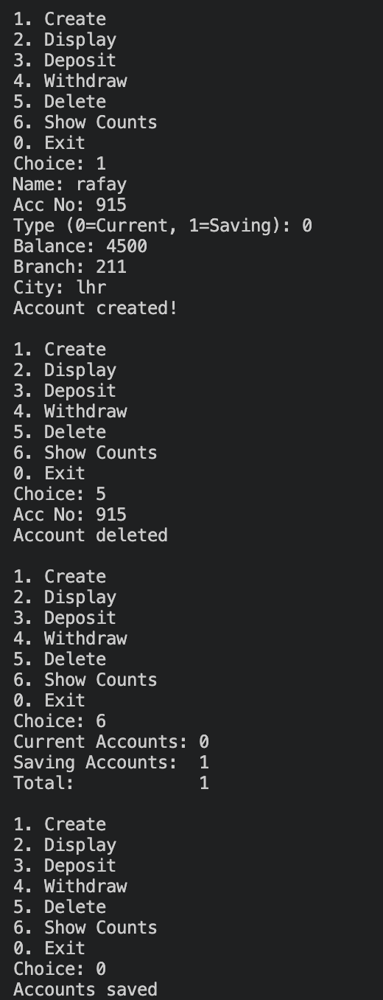 1. Create
2. Display
3. Deposit
4. Withdraw
5. Delete
6. Show Counts
0. Exit
Choice: 1
Name: rafay
Acc No: 915
Type (0=Current, 1=Saving): 0
Balance: 4500
Branch: 211
City: lhr
Account created!

1. Create
2. Display
3. Deposit
4. Withdraw
5. Delete
6. Show Counts
0. Exit
Choice: 5
Acc No: 915
Account deleted

1. Create
2. Display
3. Deposit
4. Withdraw
5. Delete
6. Show Counts
0. Exit
Choice: 6
Current Accounts: 0
Saving Accounts:  1
Total:            1

1. Create
2. Display
3. Deposit
4. Withdraw
5. Delete
6. Show Counts
0. Exit
Choice: 0
Accounts saved